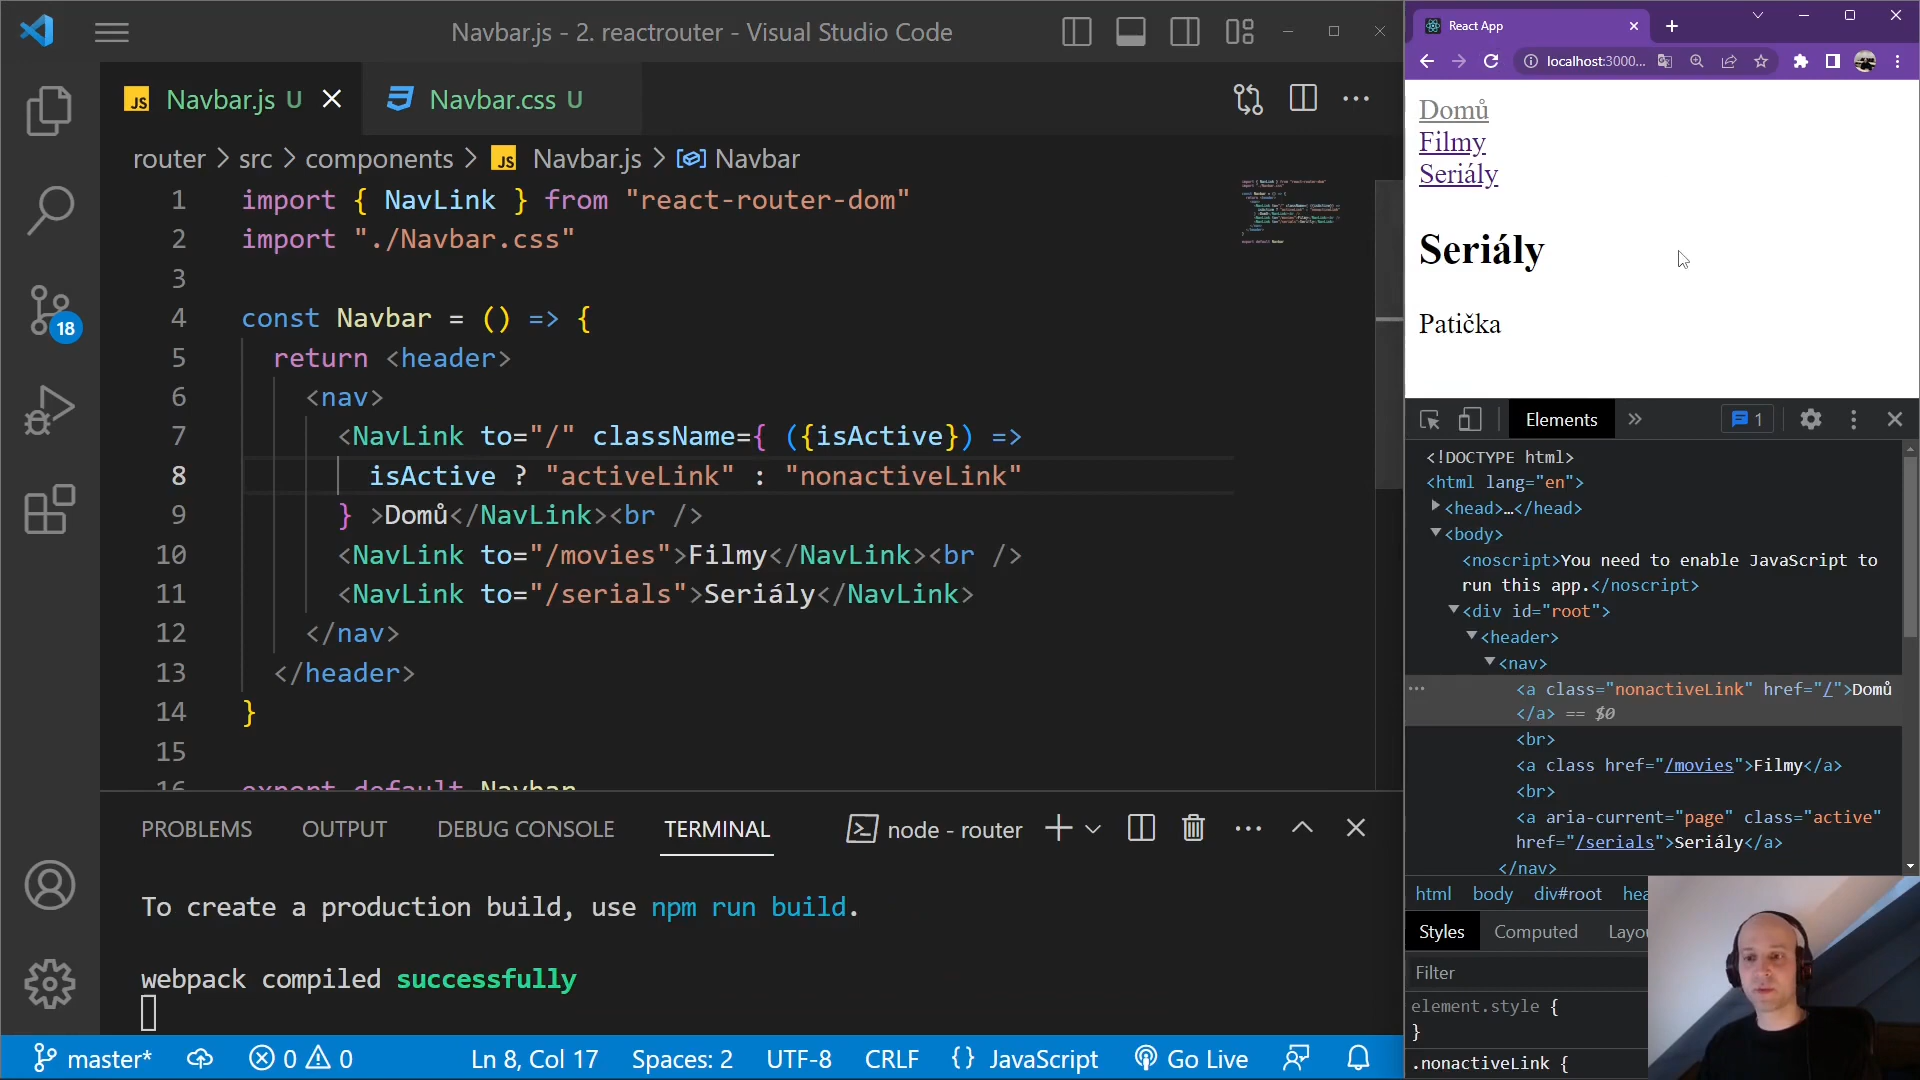 Navbar.js - 2. reactrouter - Visual Studio Code
JS Navbar.js U
Navbar.css U
router > src > components > JS Navbar.js > Navbar
1 import { NavLink } from "react-router-dom"
2 import "./Navbar.css"
3
4 const Navbar = () => {
5 return <header>
6 <nav>
7 <NavLink to="/" className={ ({isActive}) =>
8 isActive ? "activeLink" : "nonactiveLink"
9 } >Domů</NavLink><br />
10 <NavLink to="/movies">Filmy</NavLink><br />
11 <NavLink to="/serials">Seriály</NavLink>
12 </nav>
13 </header>
14 }
15
16 export default Navbar
18
PROBLEMS OUTPUT DEBUG CONSOLE TERMINAL
node - router
To create a production build, use npm run build.
webpack compiled successfully
master* 0 0 Ln 8, Col 17 Spaces: 2 UTF-8 CRLF {} JavaScript Go Live
React App
localhost:3000...
Domů
Filmy
Seriály
Seriály
Patička
Elements » 1
<!DOCTYPE html>
<html lang="en">
<head>…</head>
<body>
<noscript>You need to enable JavaScript to
run this app.</noscript>
<div id="root">
<header>
<nav>
<a class="nonactiveLink" href="/">Domů
</a> == $0
<br>
<a class href="/movies">Filmy</a>
<br>
<a aria-current="page" class="active"
href="/serials">Seriály</a>
</nav>
html body div#root hea
Styles Computed Layou
Filter
element.style {
}
.nonactiveLink {